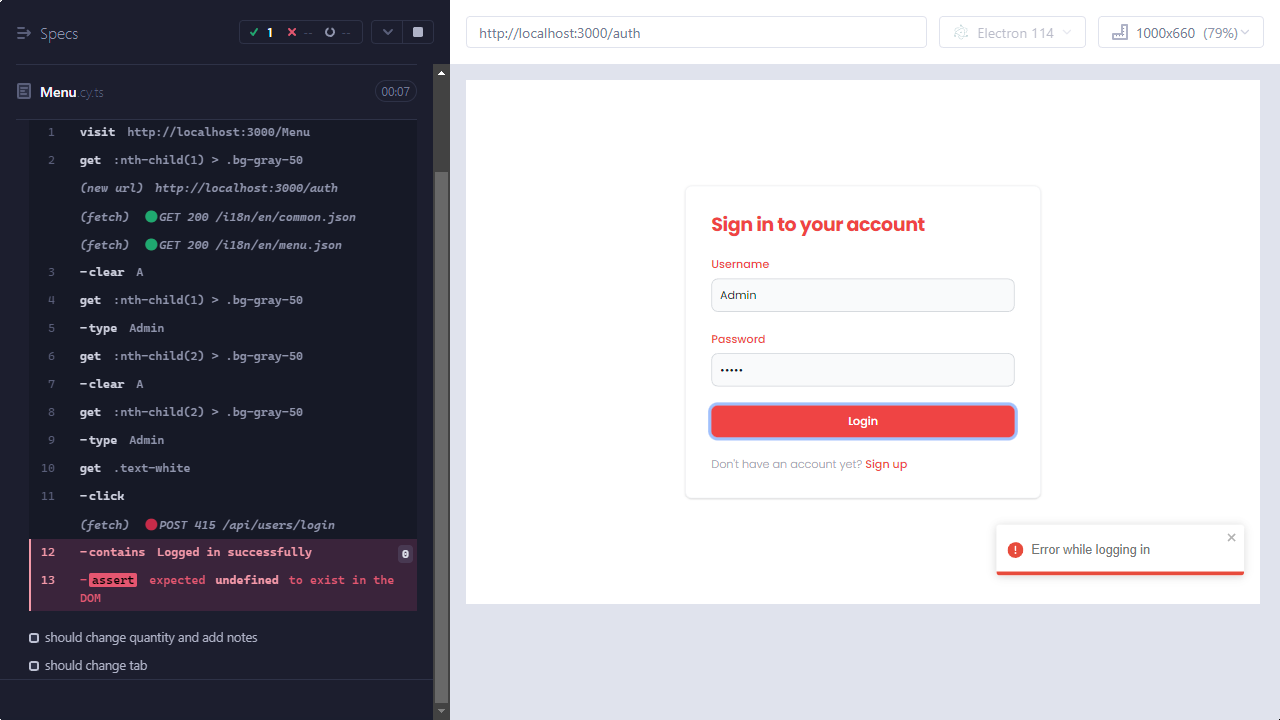 Specs
1
--
--
http://localhost:3000/auth
Electron 114
1000x660 (79%)
Menu.cy.ts
00:07
1 visit http://localhost:3000/Menu
2 get :nth-child(1) > .bg-gray-50
(new url) http://localhost:3000/auth
(fetch) GET 200 /i18n/en/common.json
(fetch) GET 200 /i18n/en/menu.json
3 -clear A
4 get :nth-child(1) > .bg-gray-50
5 -type Admin
6 get :nth-child(2) > .bg-gray-50
7 -clear A
8 get :nth-child(2) > .bg-gray-50
9 -type Admin
10 get .text-white
11 -click
(fetch) POST 415 /api/users/login
12 -contains Logged in successfully 0
13 -assert expected undefined to exist in the
DOM
should change quantity and add notes
should change tab
Sign in to your account
Username
Admin
Password
•••••
Login
Don't have an account yet? Sign up
Error while logging in